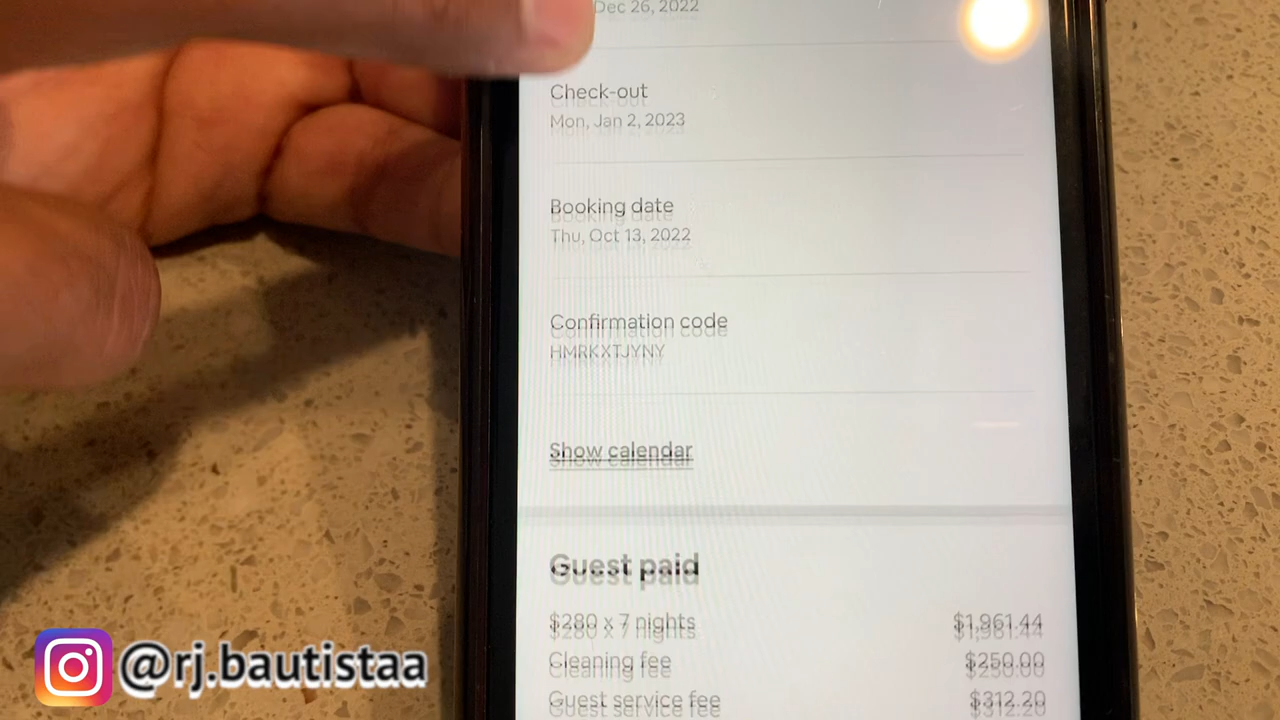 Dec 26, 2022
Check-out
Mon, Jan 2, 2023
Booking date
Thu, Oct 13, 2022
Confirmation code
HMRKXTJYNY
Show calendar
Guest paid
$280 x 7 nights $1,961.44
Cleaning fee $250.00
Guest service fee $312.20
@rj.bautistaa